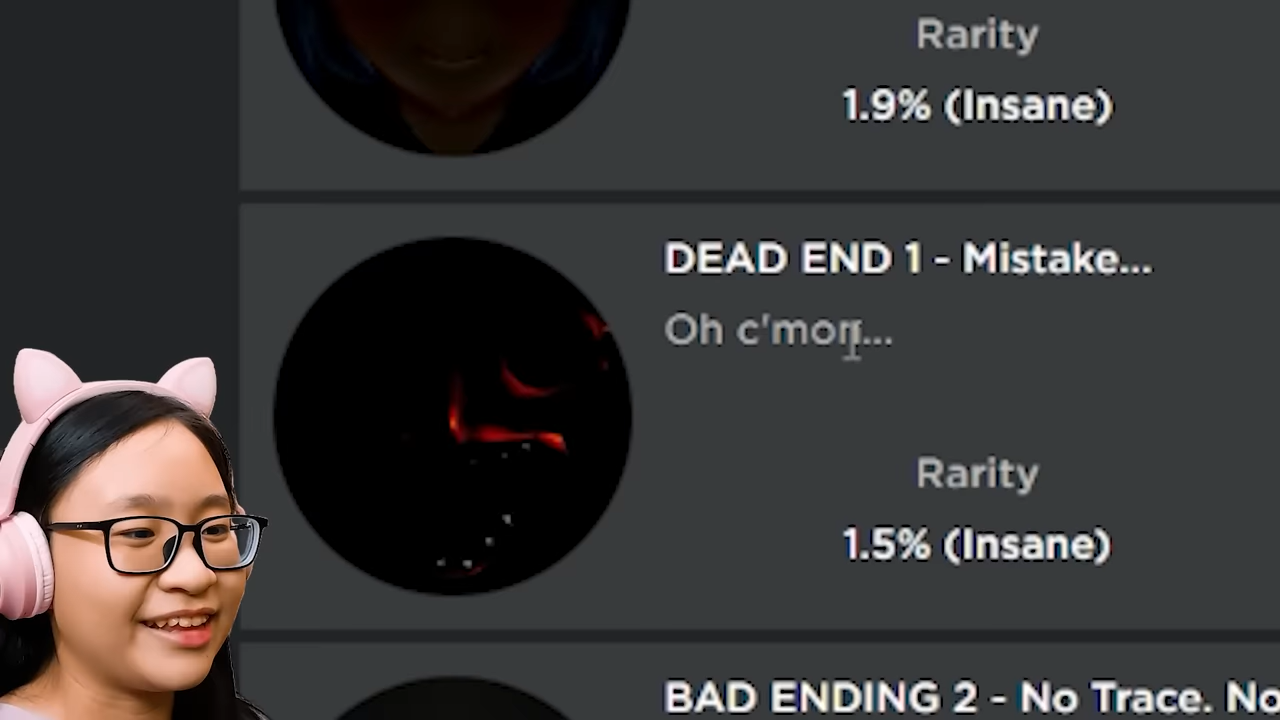 Rarity
1.9% (Insane)
DEAD END 1 - Mistake...
Oh c'mon...
Rarity
1.5% (Insane)
BAD ENDING 2 - No Trace. No